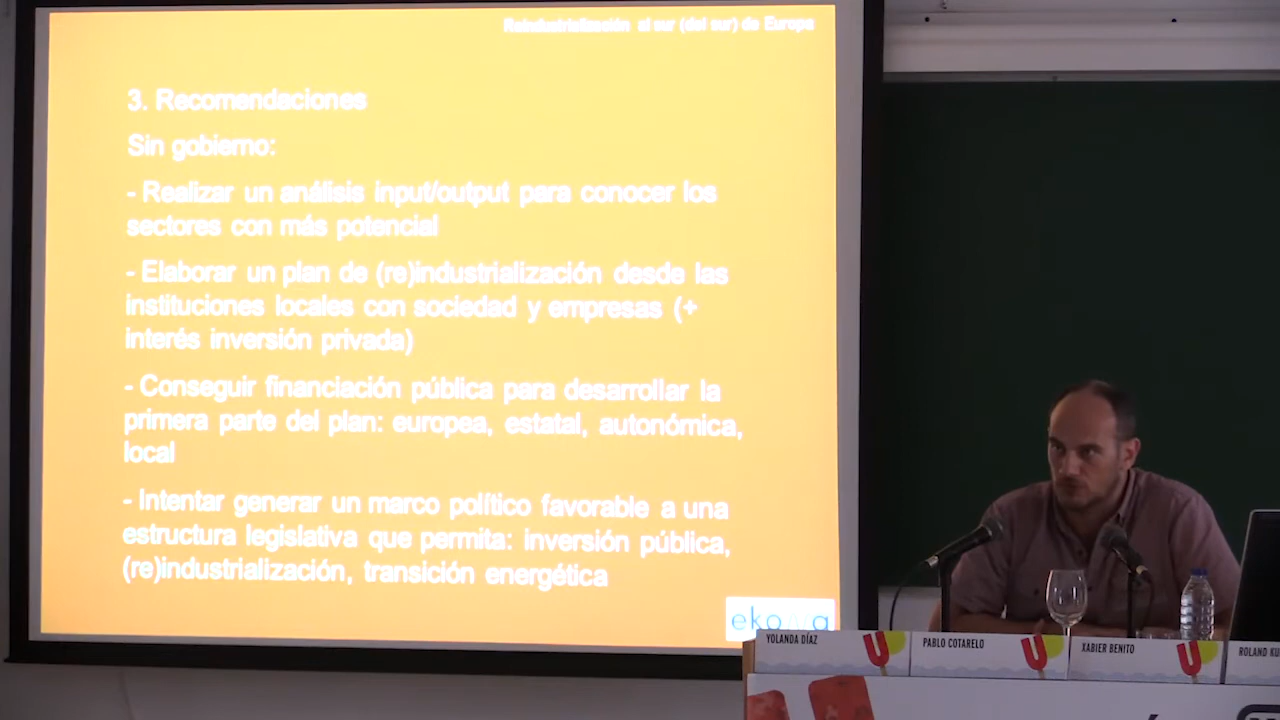 Reindustrialización al sur (del sur) de Europa
3. Recomendaciones
Sin gobierno:
- Realizar un análisis input/output para conocer los
sectores con más potencial
- Elaborar un plan de (re)industrialización desde las
instituciones locales con sociedad y empresas (+
interés inversión privada)
- Conseguir financiación pública para desarrollar la
primera parte del plan: europea, estatal, autonómica,
local
- Intentar generar un marco político favorable a una
estructura legislativa que permita: inversión pública,
(re)industrialización, transición energética
YOLANDA DÍAZ
PABLO COTARELO
XABIER BENITO
ROLAND